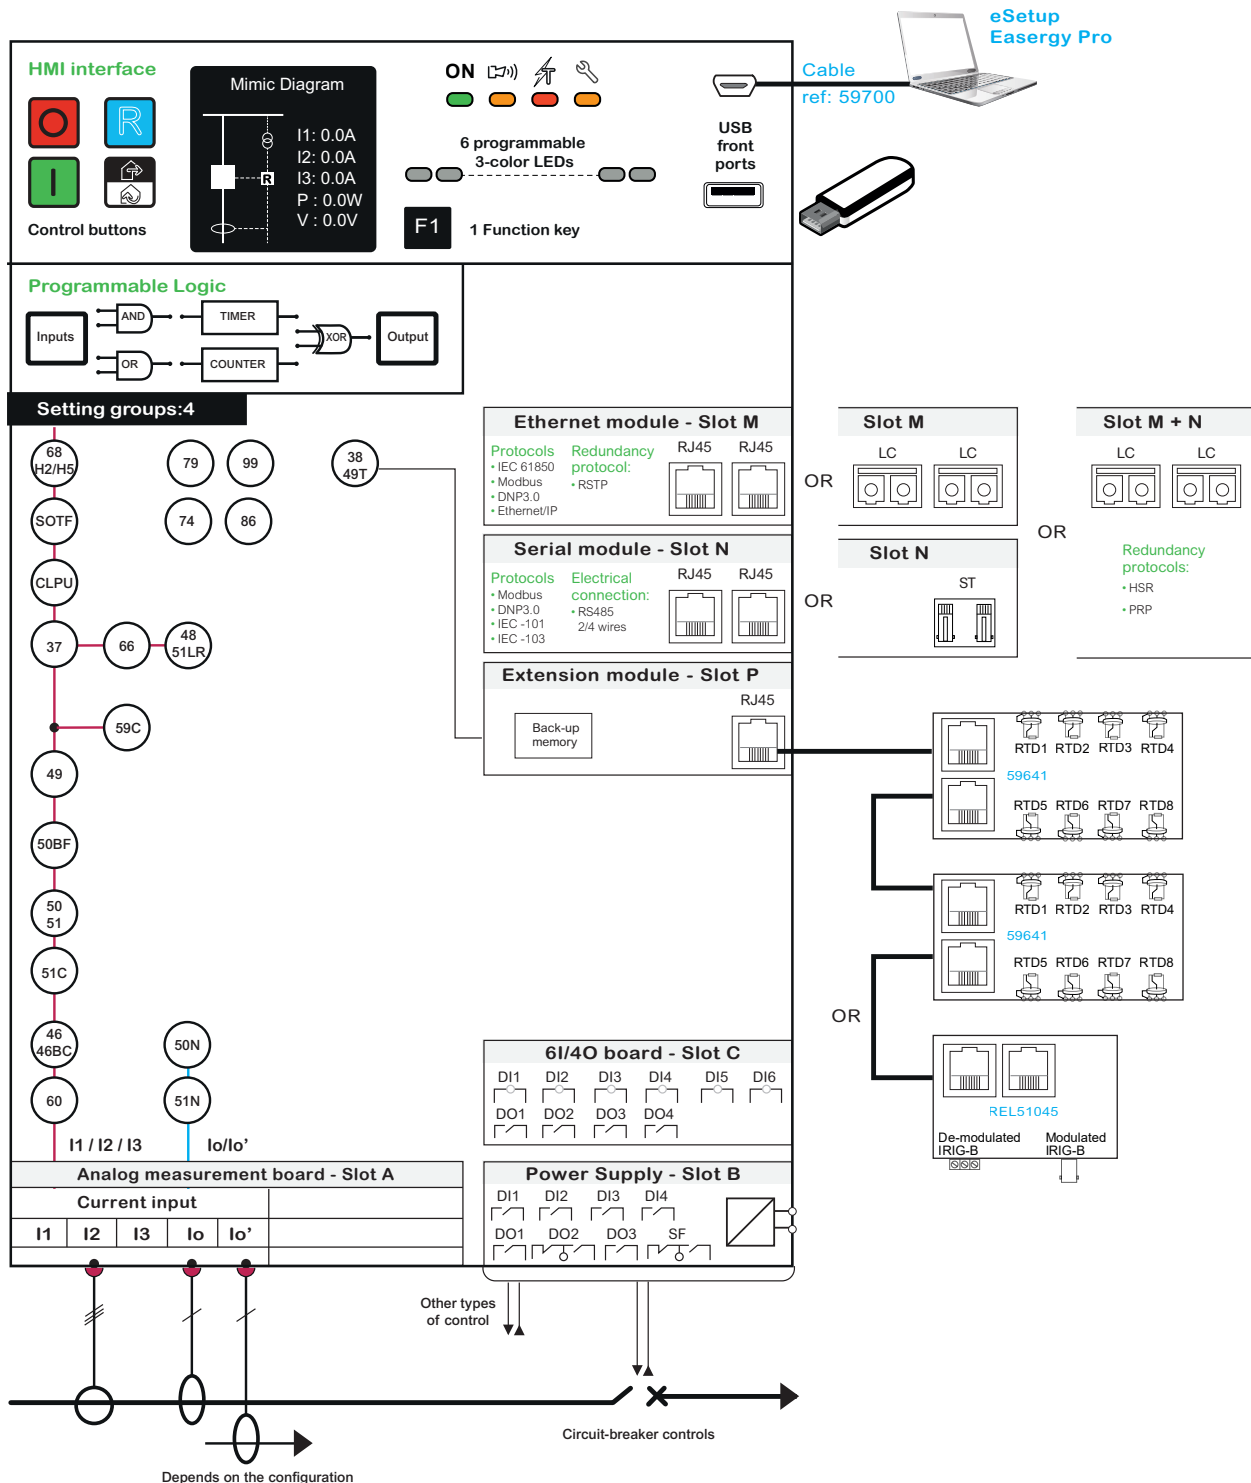 eSetup
Easergy Pro
HMI interface
R
I
Control buttons
Mimic Diagram
I1: 0.0A
I2: 0.0A
I3: 0.0A
P : 0.0W
V : 0.0V
R
ON
6 programmable
3-color LEDs
F1
1 Function key
USB
front
ports
Cable
ref: 59700
Programmable Logic
Inputs
AND
OR
TIMER
COUNTER
XOR
Output
Setting groups:4
68
H2/H5
79
99
38
49T
SOTF
74
86
CLPU
37
66
48
51LR
59C
49
50BF
50
51
51C
46
46BC
50N
60
51N
I1 / I2 / I3
Io/Io’
Ethernet module - Slot M
Protocols
• IEC 61850
• Modbus
• DNP3.0
• Ethernet/IP
Redundancy
protocol:
• RSTP
RJ45 RJ45
OR
Slot M
LC LC
OR
Slot M + N
LC LC
Redundancy
protocols:
• HSR
• PRP
Serial module - Slot N
Protocols
• Modbus
• DNP3.0
• IEC -101
• IEC -103
Electrical
connection:
• RS485
2/4 wires
RJ45 RJ45
OR
Slot N
ST
Extension module - Slot P
Back-up
memory
RJ45
RTD1 RTD2 RTD3 RTD4
59641
RTD5 RTD6 RTD7 RTD8
RTD1 RTD2 RTD3 RTD4
59641
RTD5 RTD6 RTD7 RTD8
OR
REL51045
De-modulated
IRIG-B
Modulated
IRIG-B
6I/4O board - Slot C
DI1 DI2 DI3 DI4 DI5 DI6
DO1 DO2 DO3 DO4
Analog measurement board - Slot A
Current input
I1 I2 I3 Io Io’
Power Supply - Slot B
DI1 DI2 DI3 DI4
DO1 DO2 DO3 SF
Other types
of control
Circuit-breaker controls
Depends on the configuration